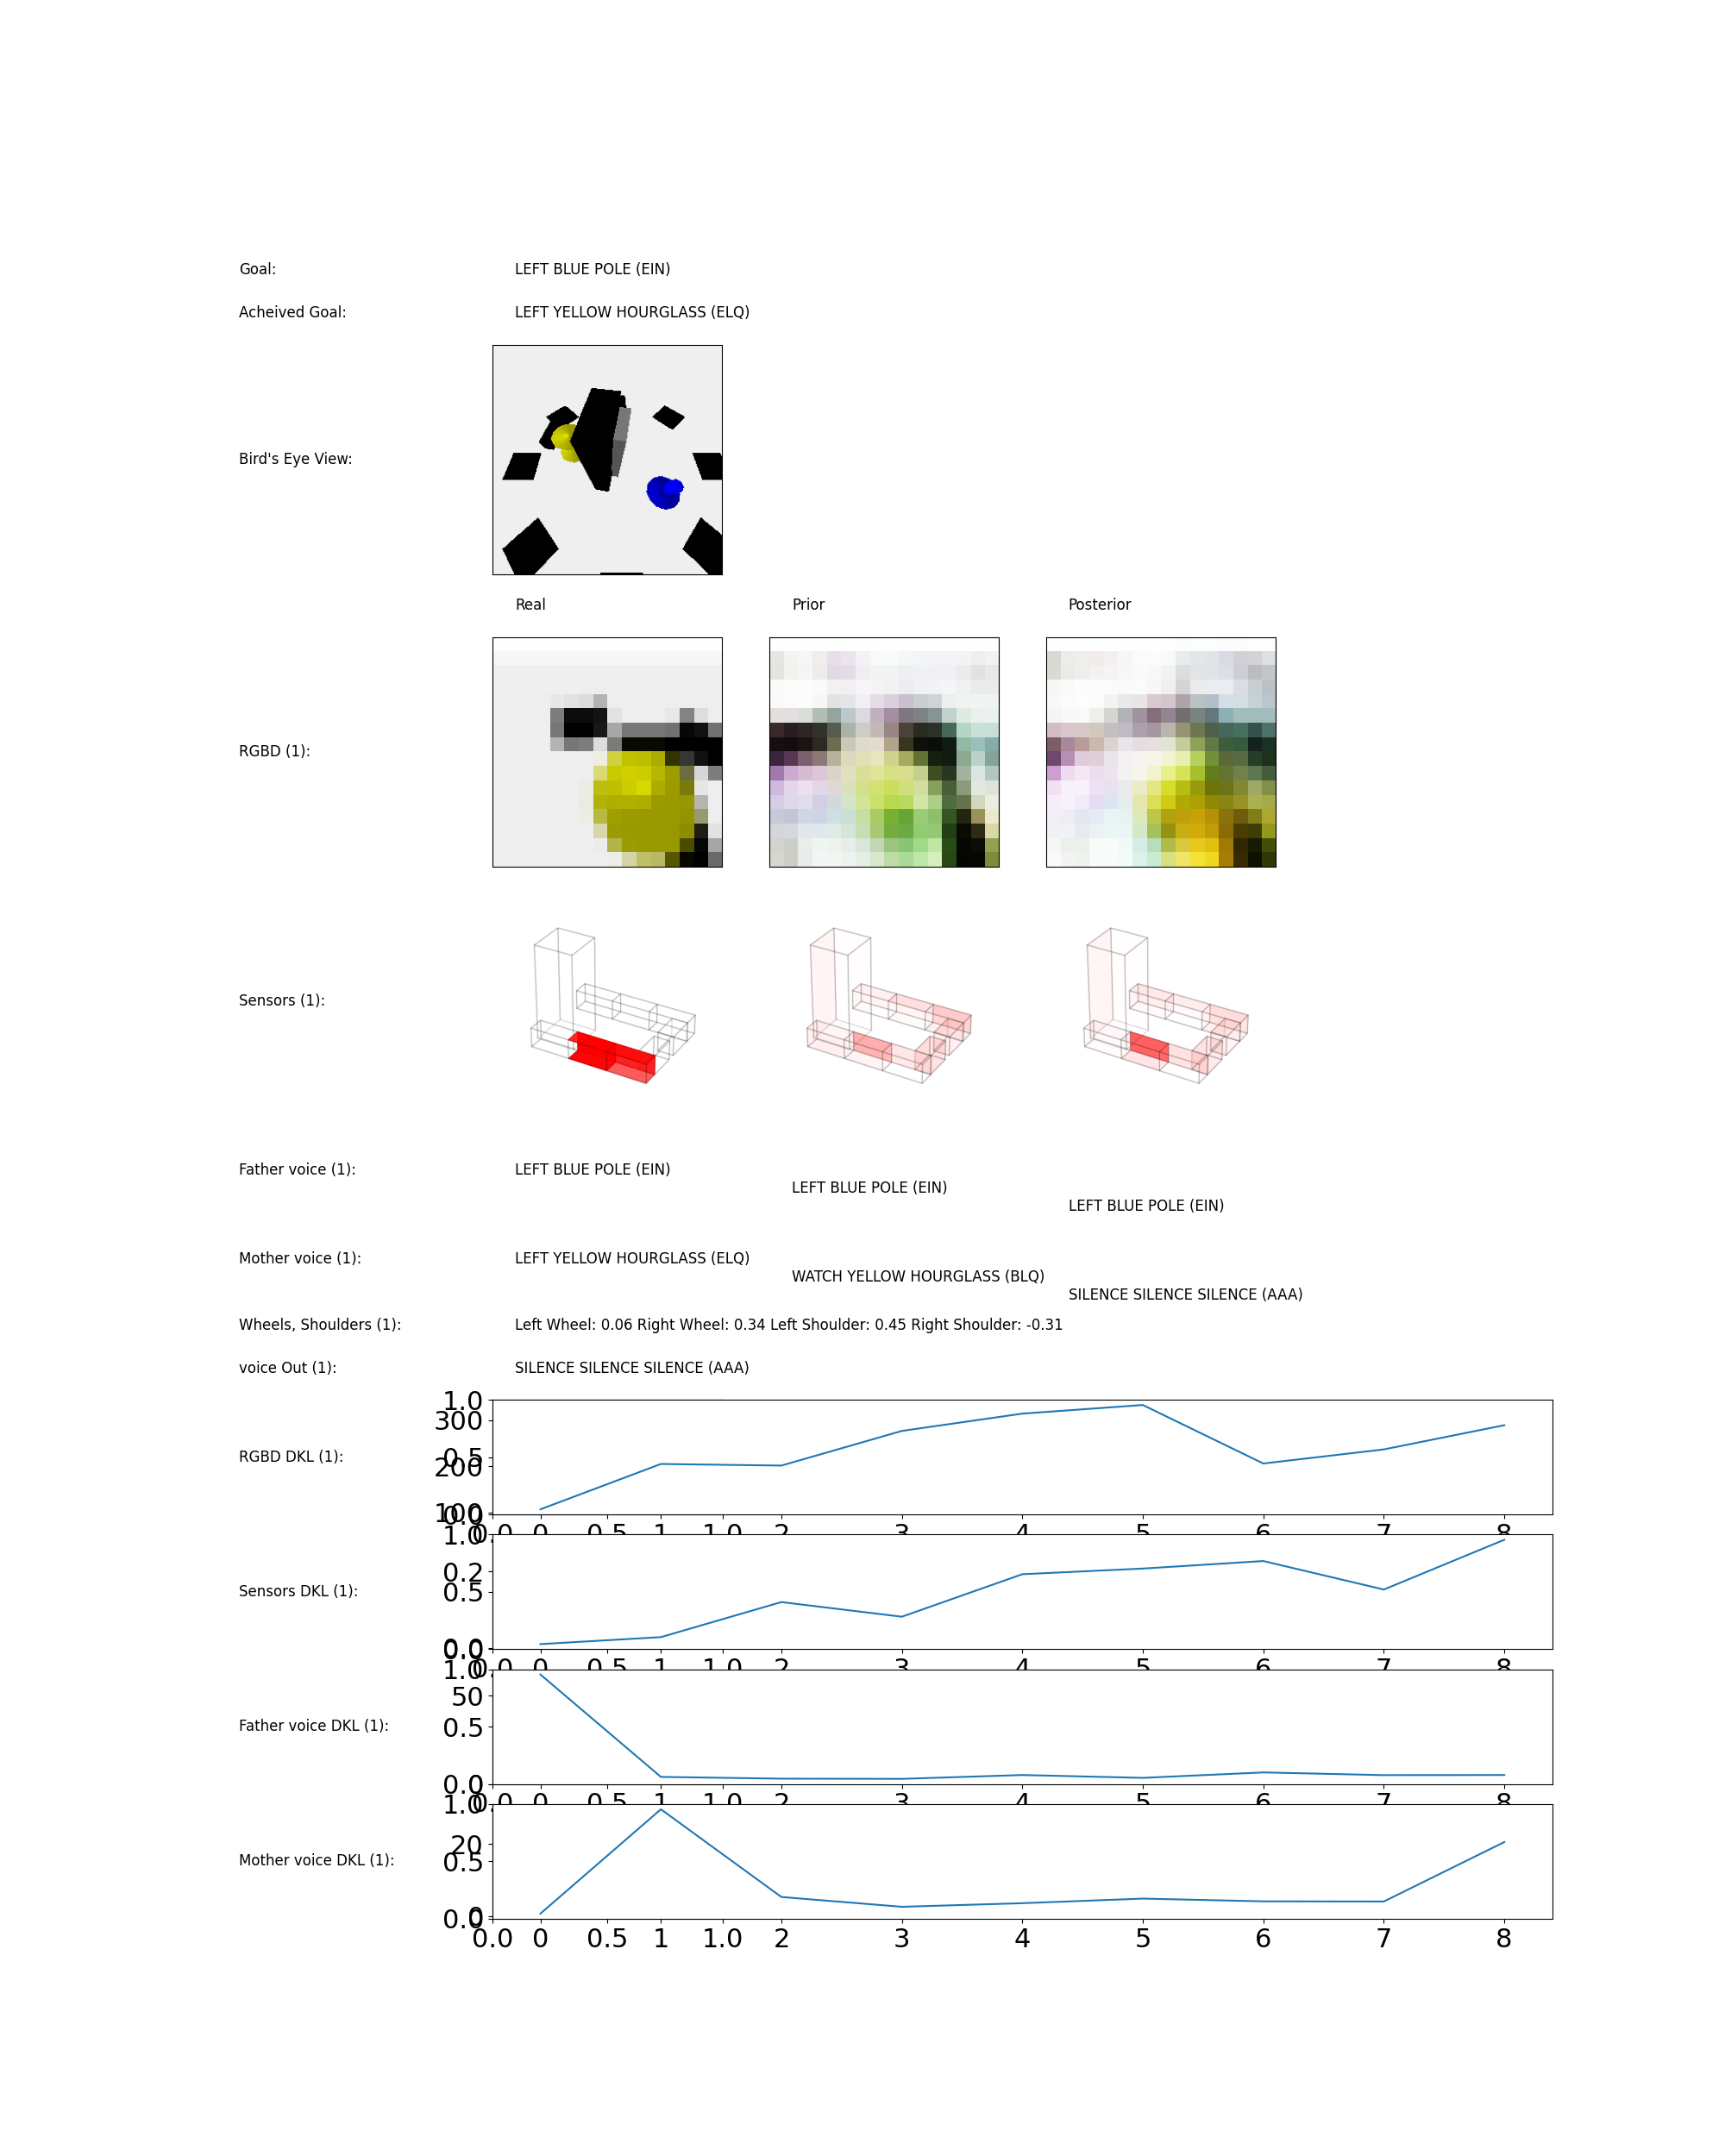 Goal: LEFT BLUE POLE (EIN)
Acheived Goal: LEFT YELLOW HOURGLASS (ELQ)
Bird's Eye View:
Real Prior Posterior
RGBD (1):
Sensors (1):
Father voice (1): LEFT BLUE POLE (EIN)
LEFT BLUE POLE (EIN)
LEFT BLUE POLE (EIN)
Mother voice (1): LEFT YELLOW HOURGLASS (ELQ)
WATCH YELLOW HOURGLASS (BLQ)
SILENCE SILENCE SILENCE (AAA)
Wheels, Shoulders (1): Left Wheel: 0.06 Right Wheel: 0.34 Left Shoulder: 0.45 Right Shoulder: -0.31
voice Out (1): SILENCE SILENCE SILENCE (AAA)
1.0
300
RGBD DKL (1): 0.5
200
100
0.0
0.0 0 0.5 1 1.0 2 3 4 5 6 7 8
1.0
0.2
Sensors DKL (1): 0.5
0.0
0.0
0.0 0 0.5 1 1.0 2 3 4 5 6 7 8
1.0
50
Father voice DKL (1): 0.5
0.0
0.0 0 0.5 1 1.0 2 3 4 5 6 7 8
1.0
20
Mother voice DKL (1): 0.5
0
0.0
0.0 0 0.5 1 1.0 2 3 4 5 6 7 8